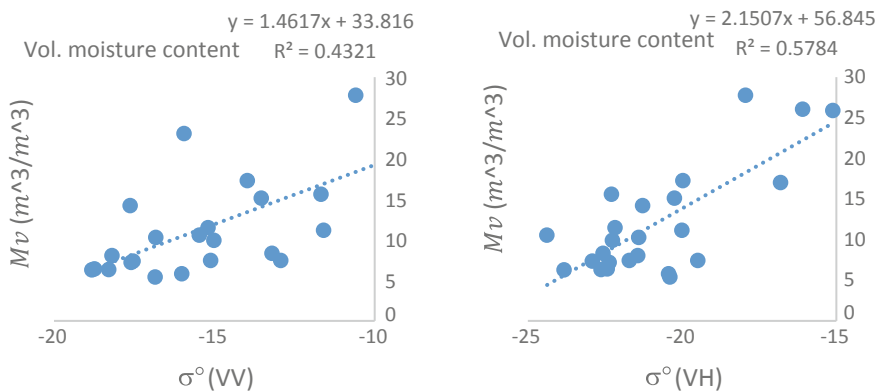 y = 1.4617x + 33.816
Vol. moisture content
R² = 0.4321
Mv (m^3/m^3)
30
25
20
15
10
5
0
-20
-15
-10
σ° (VV)
y = 2.1507x + 56.845
Vol. moisture content
R² = 0.5784
Mv (m^3/m^3)
30
25
20
15
10
5
0
-25
-20
-15
σ° (VH)